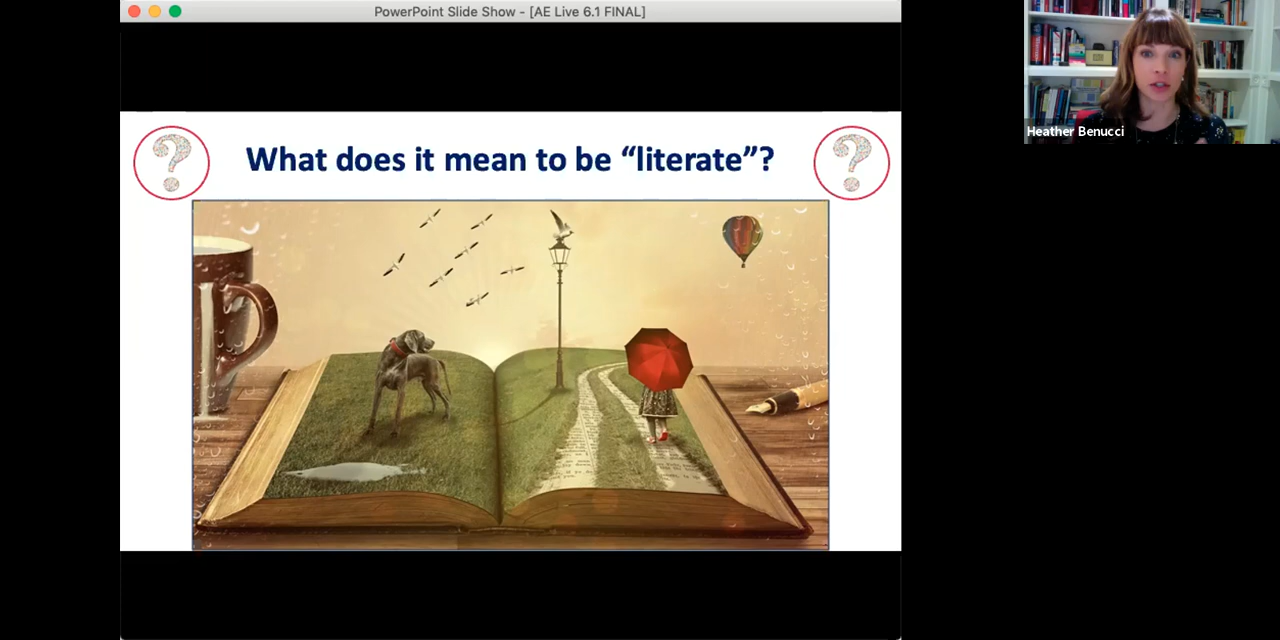 PowerPoint Slide Show - [AE Live 6.1 FINAL]
What does it mean to be “literate”?
Heather Benucci